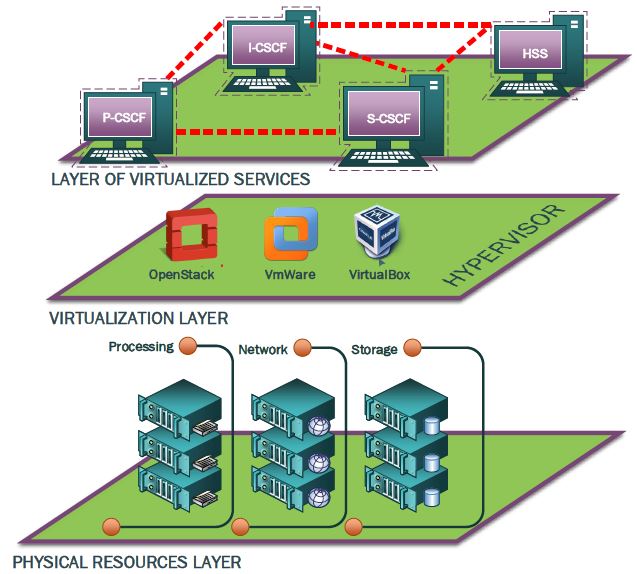 I-CSCF
HSS
P-CSCF
S-CSCF
LAYER OF VIRTUALIZED SERVICES
OpenStack
VmWare
VirtualBox
HYPERVISOR
VIRTUALIZATION LAYER
Processing
Network
Storage
PHYSICAL RESOURCES LAYER